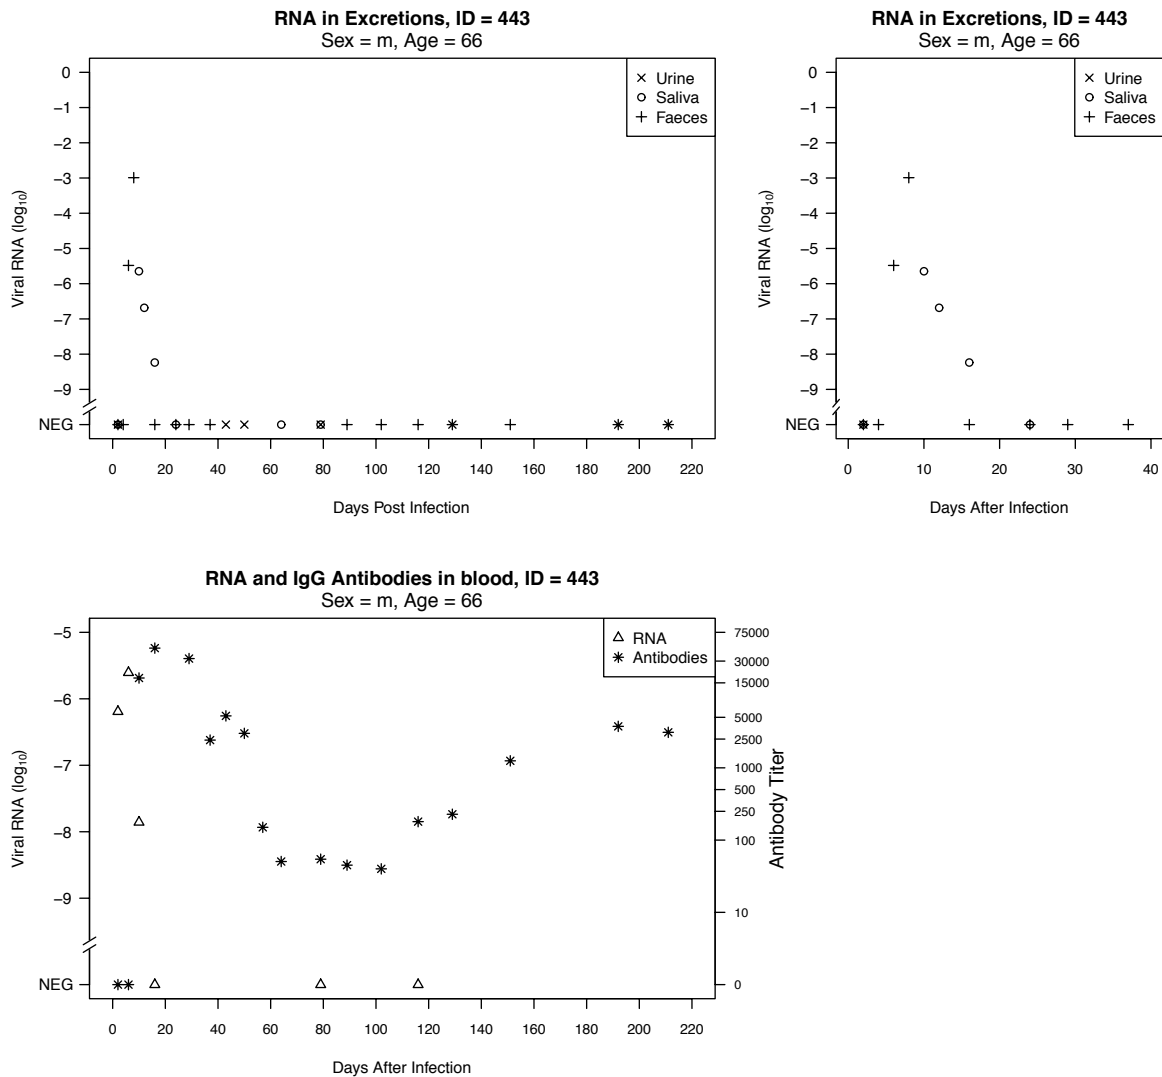 RNA in Excretions, ID = 443
Sex = m, Age = 66
Urine
Saliva
Faeces
0
−1
−2
−3
−4
−5
−6
−7
−8
−9
NEG
Viral RNA (log10)
0 20 40 60 80 100 120 140 160 180 200 220
Days Post Infection
RNA in Excretions, ID = 443
Sex = m, Age = 66
Urine
Saliva
Faeces
0
−1
−2
−3
−4
−5
−6
−7
−8
−9
NEG
Viral RNA (log10)
0 10 20 30 40
Days After Infection
RNA and IgG Antibodies in blood, ID = 443
Sex = m, Age = 66
RNA
Antibodies
−5
−6
−7
−8
−9
NEG
Viral RNA (log10)
75000
30000
15000
5000
2500
1000
500
250
100
10
0
Antibody Titer
0 20 40 60 80 100 120 140 160 180 200 220
Days After Infection